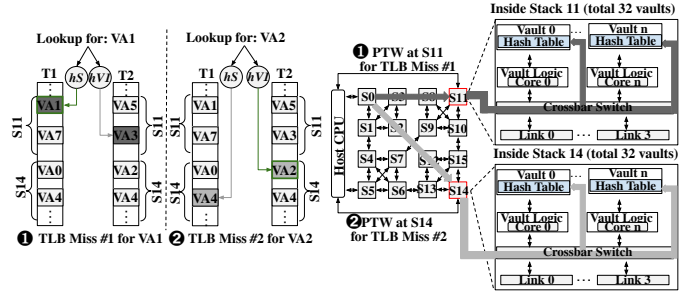 Lookup for: VA1
T1
hS
hV1
T2
VA1
VA5
VA7
VA3
S11
S11
VA0
VA2
VA4
VA4
S14
S14
❶ TLB Miss #1 for VA1
Lookup for: VA2
T1
hS
hV1
T2
VA1
VA5
VA7
VA3
S11
S11
VA0
VA2
VA4
VA4
S14
S14
❷ TLB Miss #2 for VA2
❶ PTW at S11
for TLB Miss #1
Host CPU
S0
S11
S1
S9
S10
S4
S7
S15
S5
S6
S13
S14
❷PTW at S14
for TLB Miss #2
Inside Stack 11 (total 32 vaults)
Vault 0
...
Vault n
Hash Table
Hash Table
Vault Logic
Vault Logic
Core 0
Core n
Crossbar Switch
Link 0
...
Link 3
Inside Stack 14 (total 32 vaults)
Vault 0
...
Vault n
Hash Table
Hash Table
Vault Logic
Vault Logic
Core 0
Core n
Crossbar Switch
Link 0
...
Link 3